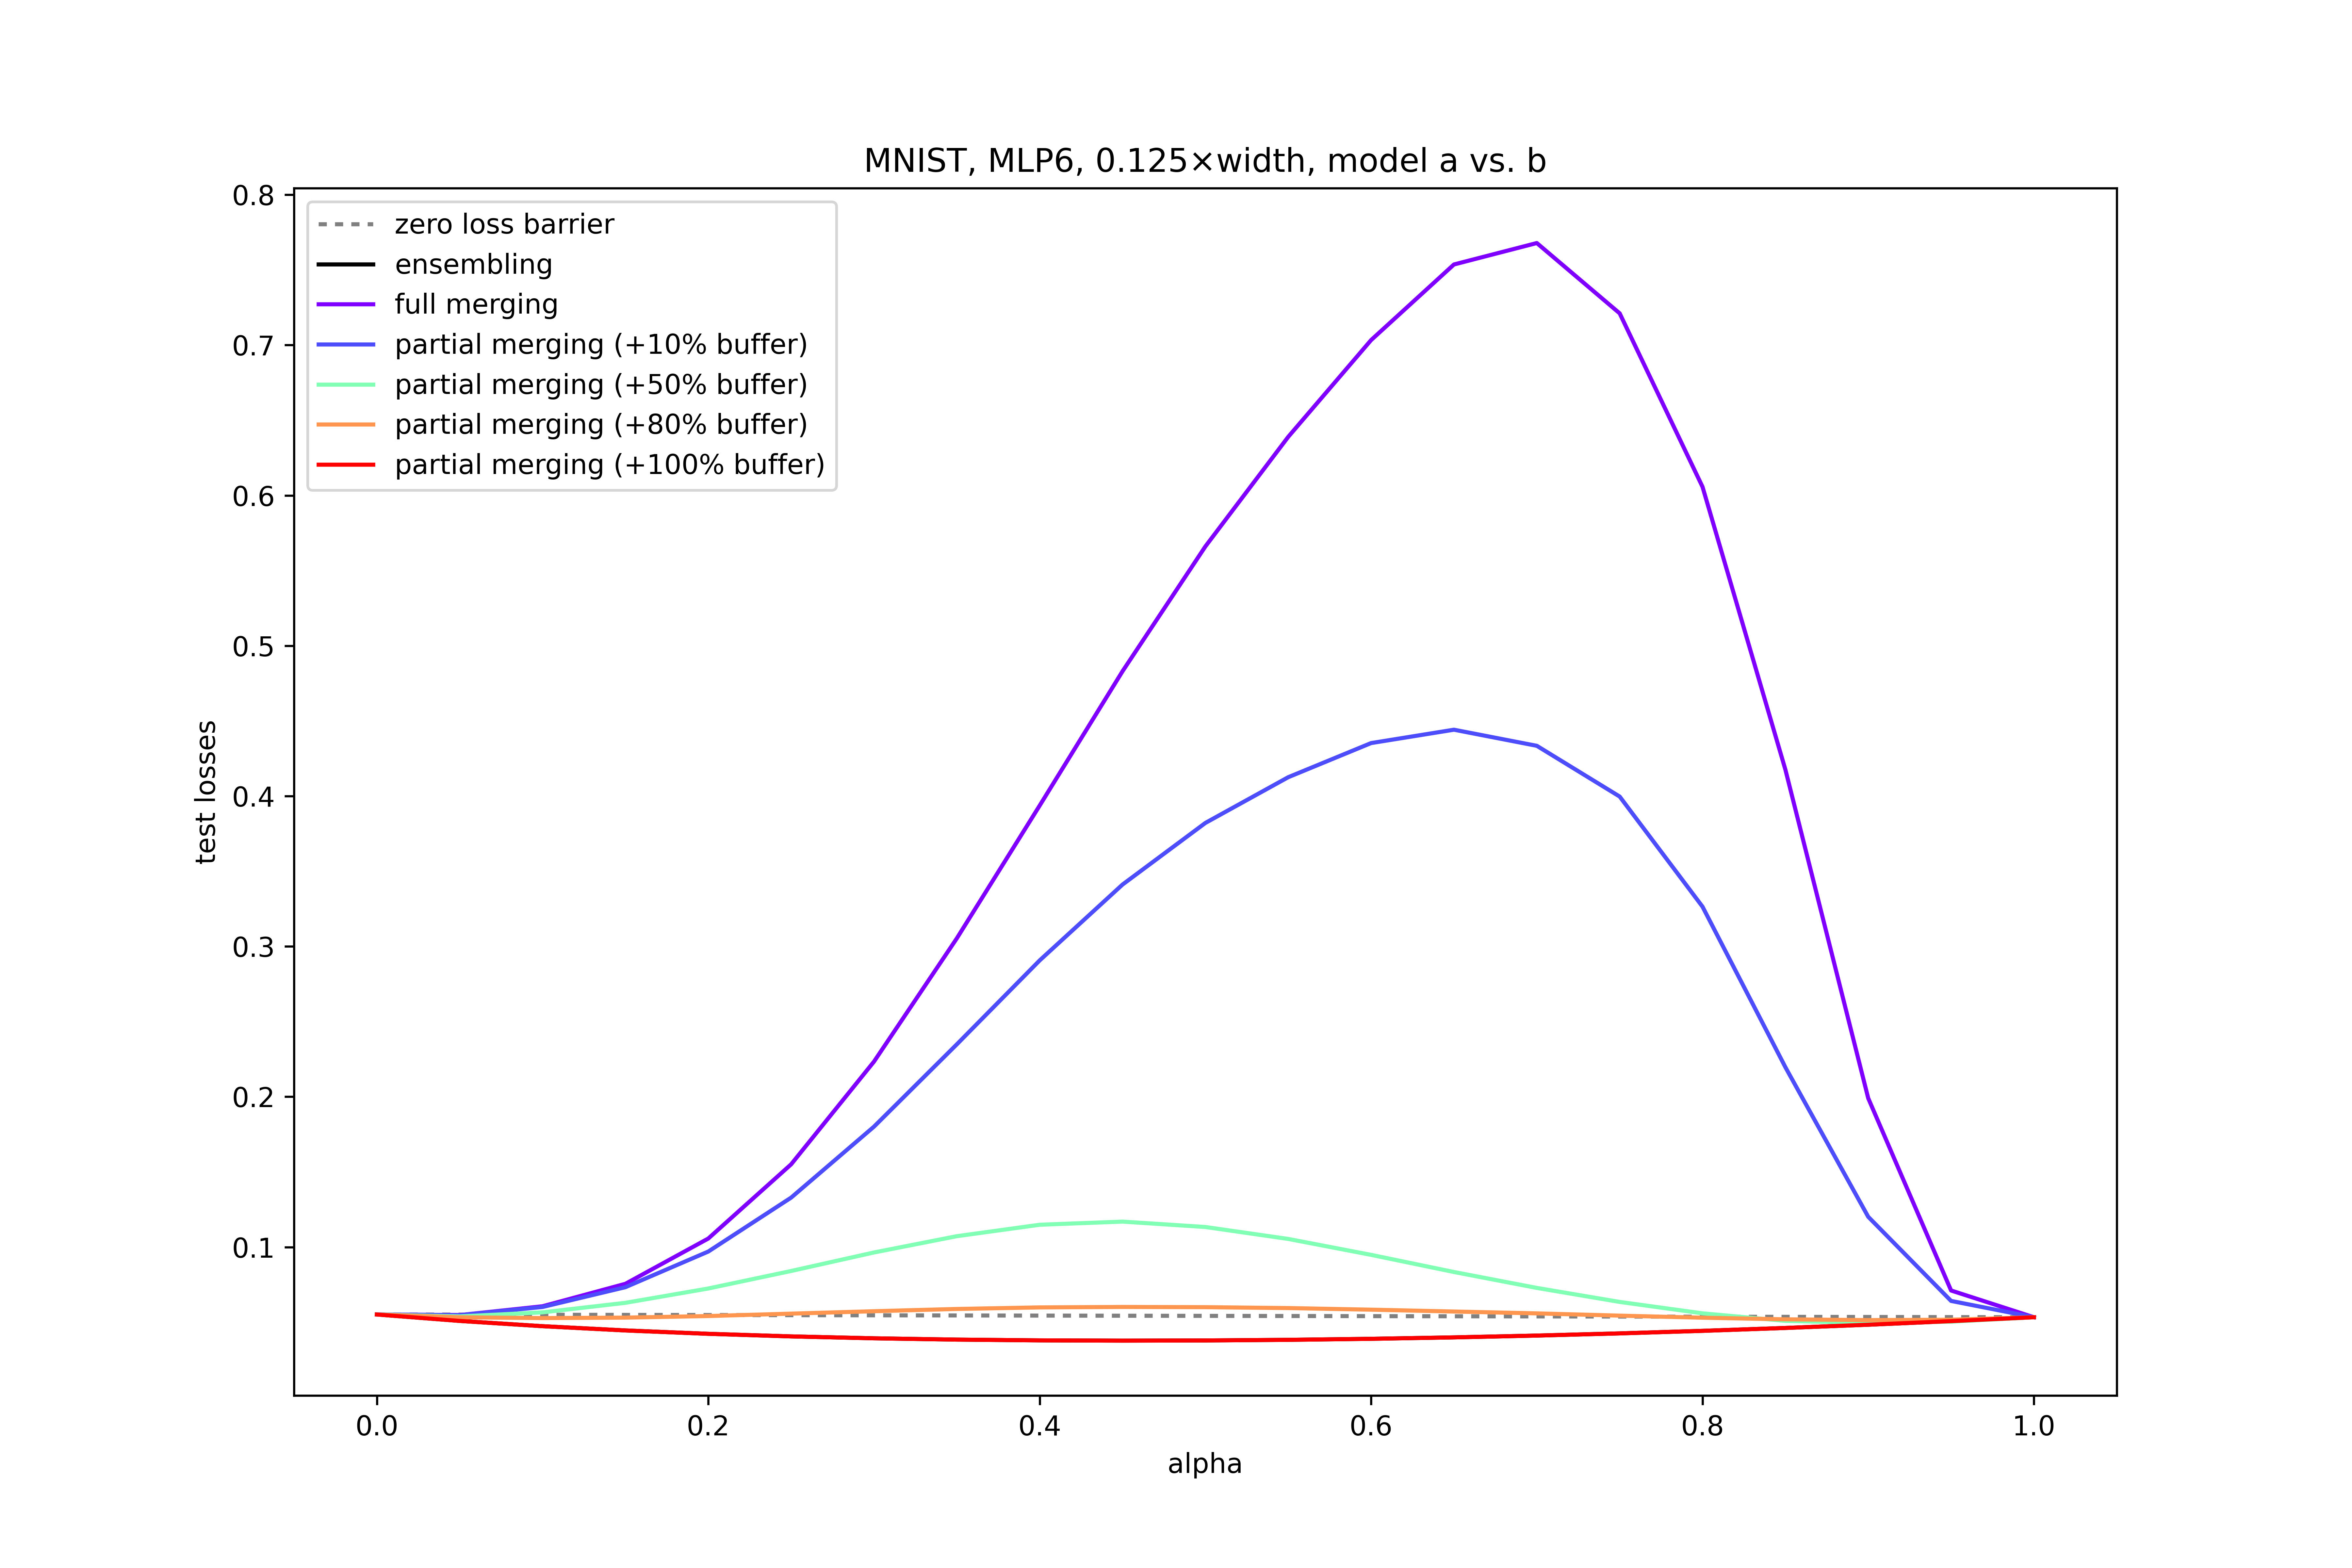 MNIST, MLP6, 0.125×width, model a vs. b
0.8
0.7
0.6
0.5
0.4
0.3
0.2
0.1
test losses
zero loss barrier
ensembling
full merging
partial merging (+10% buffer)
partial merging (+50% buffer)
partial merging (+80% buffer)
partial merging (+100% buffer)
0.0 0.2 0.4 0.6 0.8 1.0
alpha